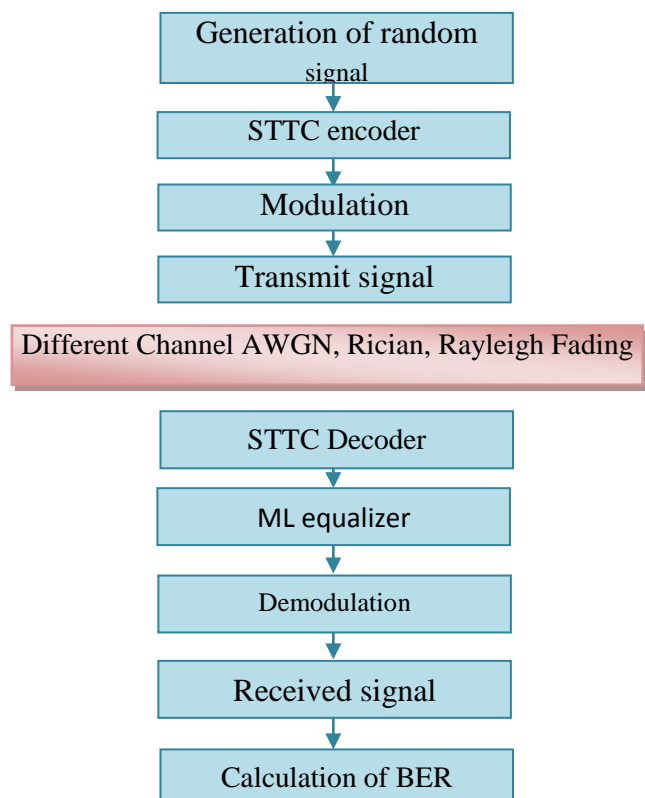 Generation of random
signal
STTC encoder
Modulation
Transmit signal
Different Channel AWGN, Rician, Rayleigh Fading
STTC Decoder
ML equalizer
Demodulation
Received signal
Calculation of BER